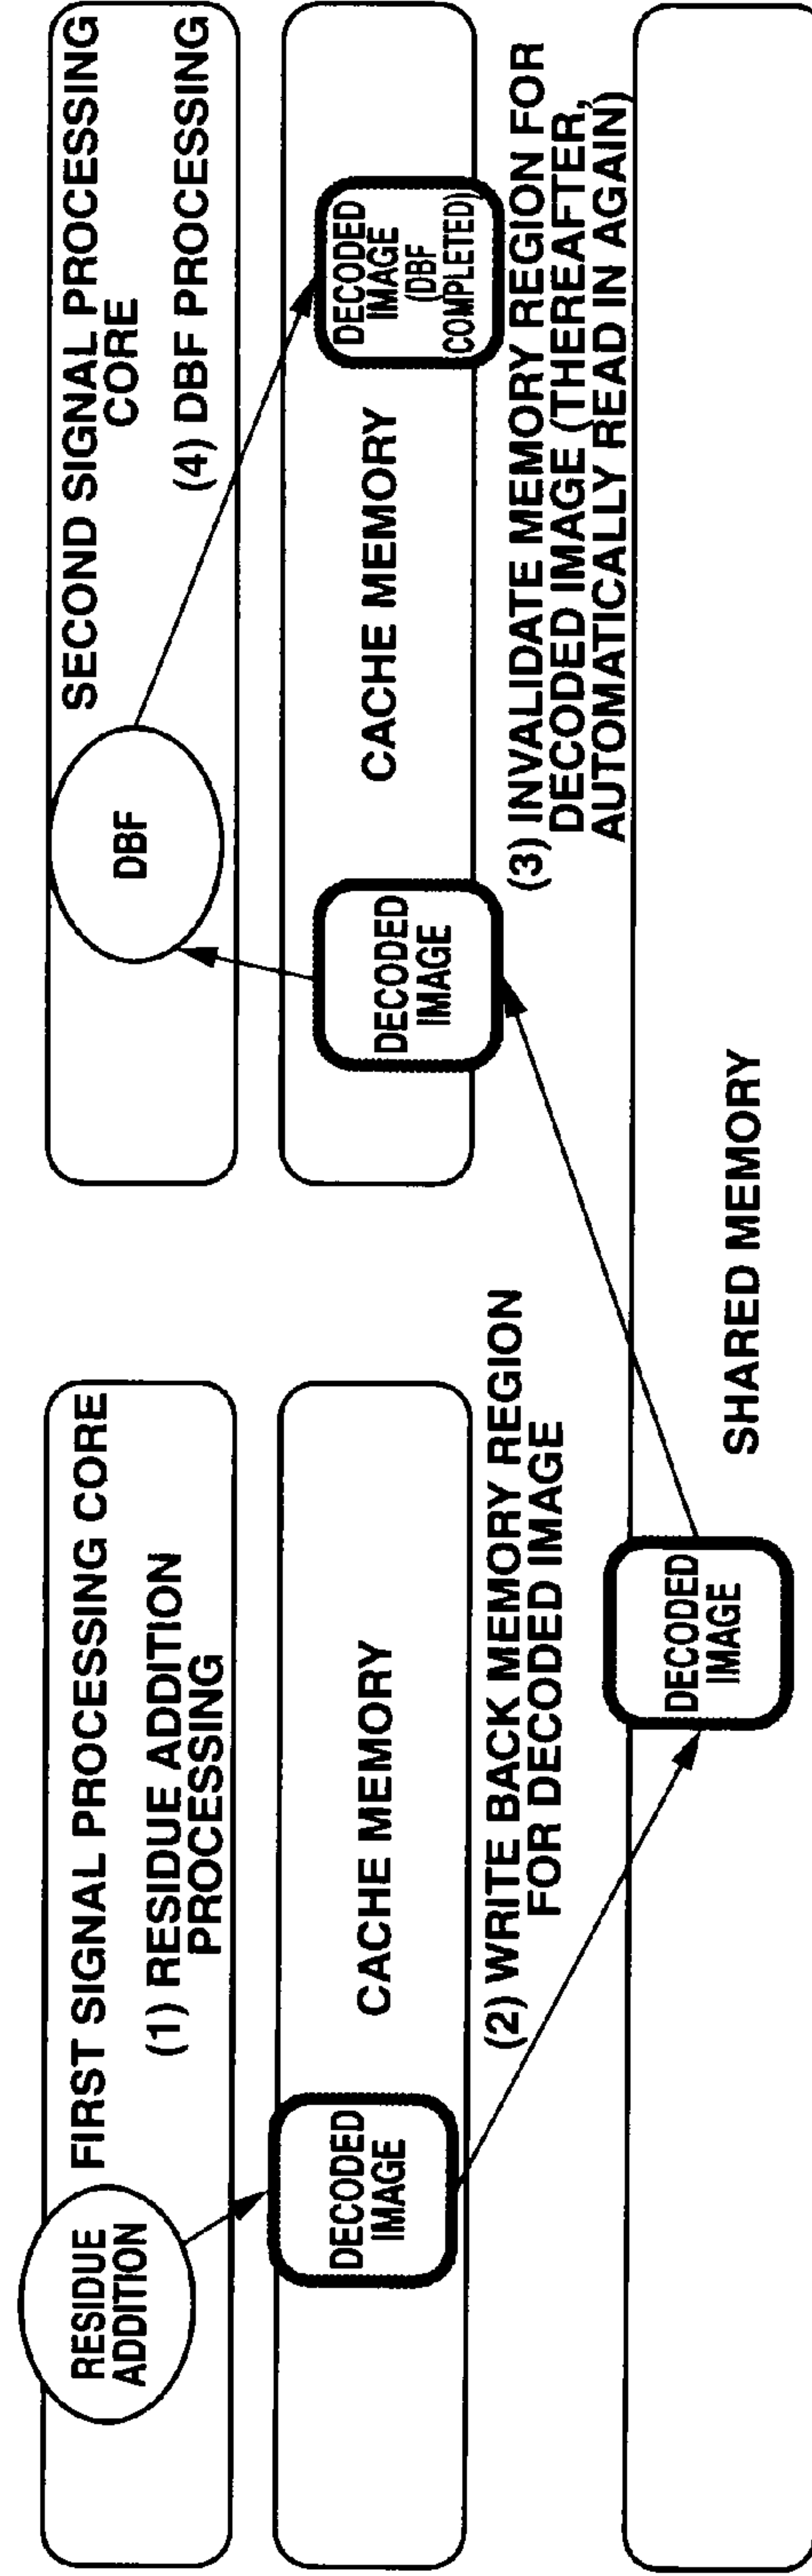 FIRST SIGNAL PROCESSING CORE
RESIDUE
ADDITION
(1) RESIDUE ADDITION
PROCESSING
DECODED
IMAGE
CACHE MEMORY
(2) WRITE BACK MEMORY REGION
FOR DECODED IMAGE
SECOND SIGNAL PROCESSING
CORE
DBF
(4) DBF PROCESSING
DECODED
IMAGE
CACHE MEMORY
DECODED
IMAGE
(DBF
COMPLETED)
(3) INVALIDATE MEMORY REGION FOR
DECODED IMAGE (THEREAFTER,
AUTOMATICALLY READ IN AGAIN)
DECODED
IMAGE
SHARED MEMORY